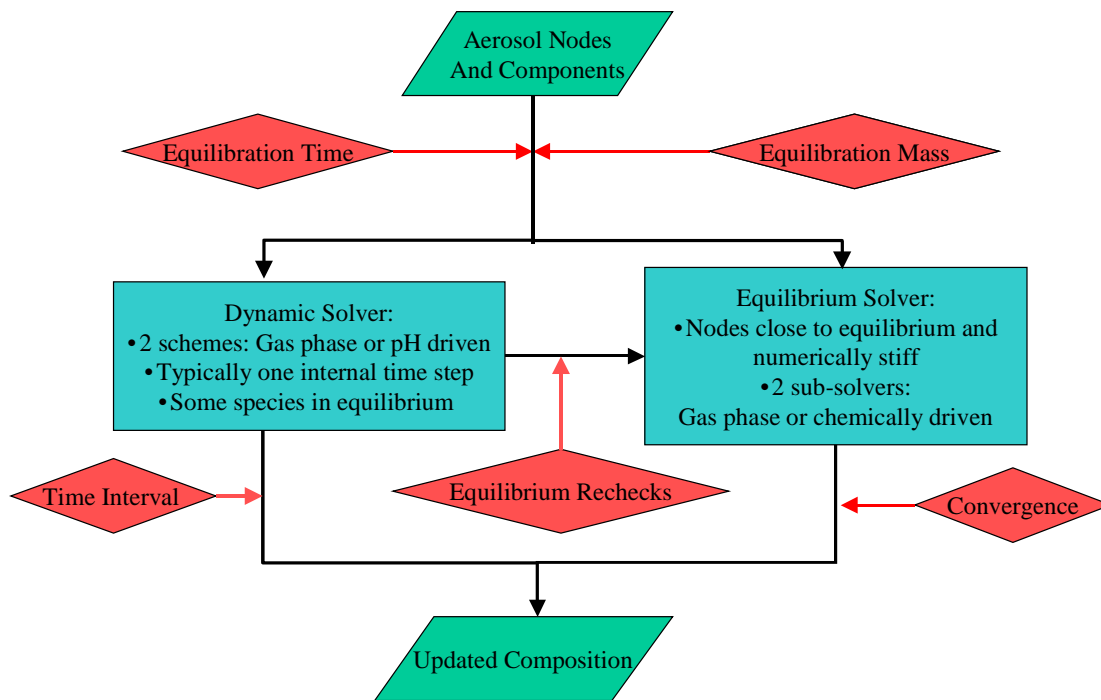 Aerosol Nodes
And Components
Equilibration Time
Equilibration Mass
Dynamic Solver:
•2 schemes: Gas phase or pH driven
•Typically one internal time step
•Some species in equilibrium
Equilibrium Solver:
•Nodes close to equilibrium and
numerically stiff
•2 sub-solvers:
Gas phase or chemically driven
Time Interval
Equilibrium Rechecks
Convergence
Updated Composition